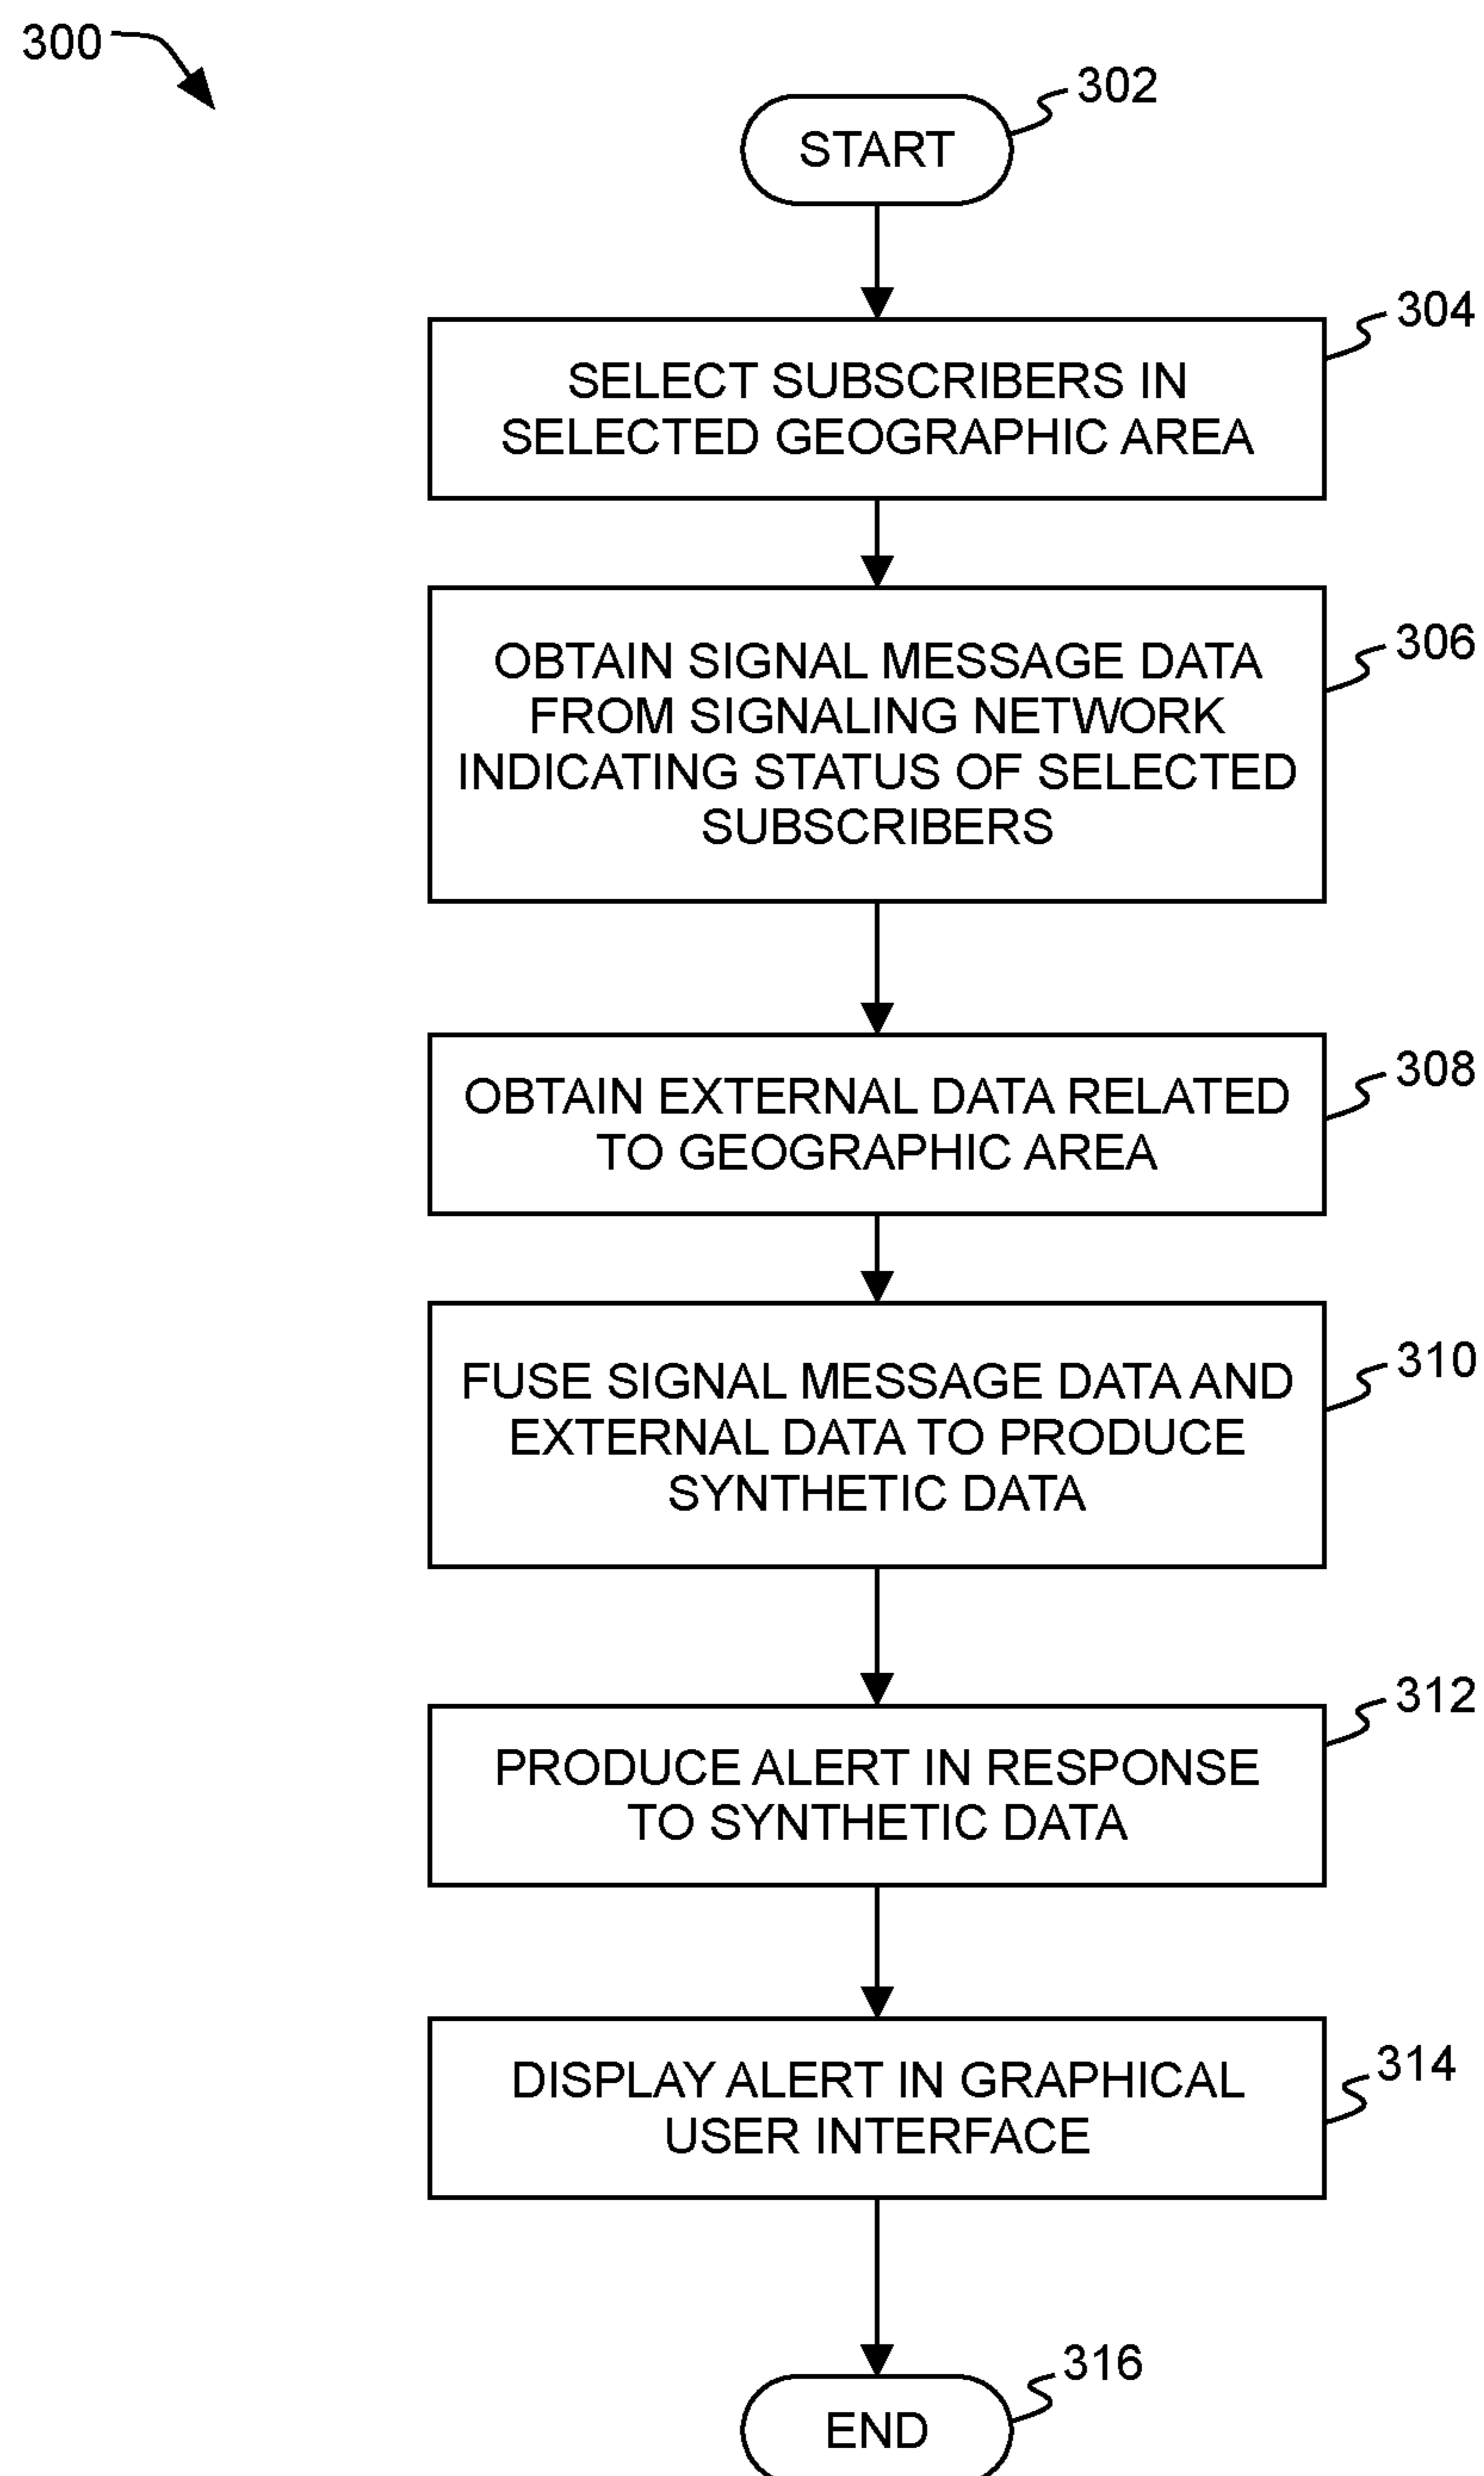 300
302
START
304
SELECT SUBSCRIBERS IN
SELECTED GEOGRAPHIC AREA
306
OBTAIN SIGNAL MESSAGE DATA
FROM SIGNALING NETWORK
INDICATING STATUS OF SELECTED
SUBSCRIBERS
308
OBTAIN EXTERNAL DATA RELATED
TO GEOGRAPHIC AREA
310
FUSE SIGNAL MESSAGE DATA AND
EXTERNAL DATA TO PRODUCE
SYNTHETIC DATA
312
PRODUCE ALERT IN RESPONSE
TO SYNTHETIC DATA
314
DISPLAY ALERT IN GRAPHICAL
USER INTERFACE
316
END